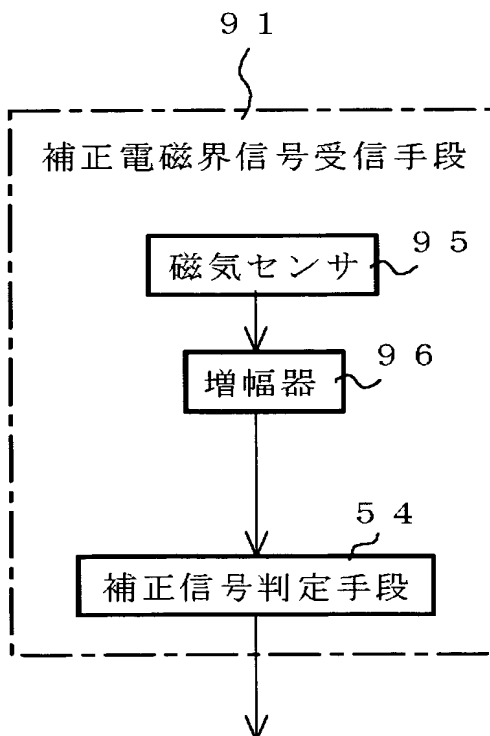 ９１
補正電磁界信号受信手段
磁気センサ
９５
増幅器
９６
５４
補正信号判定手段